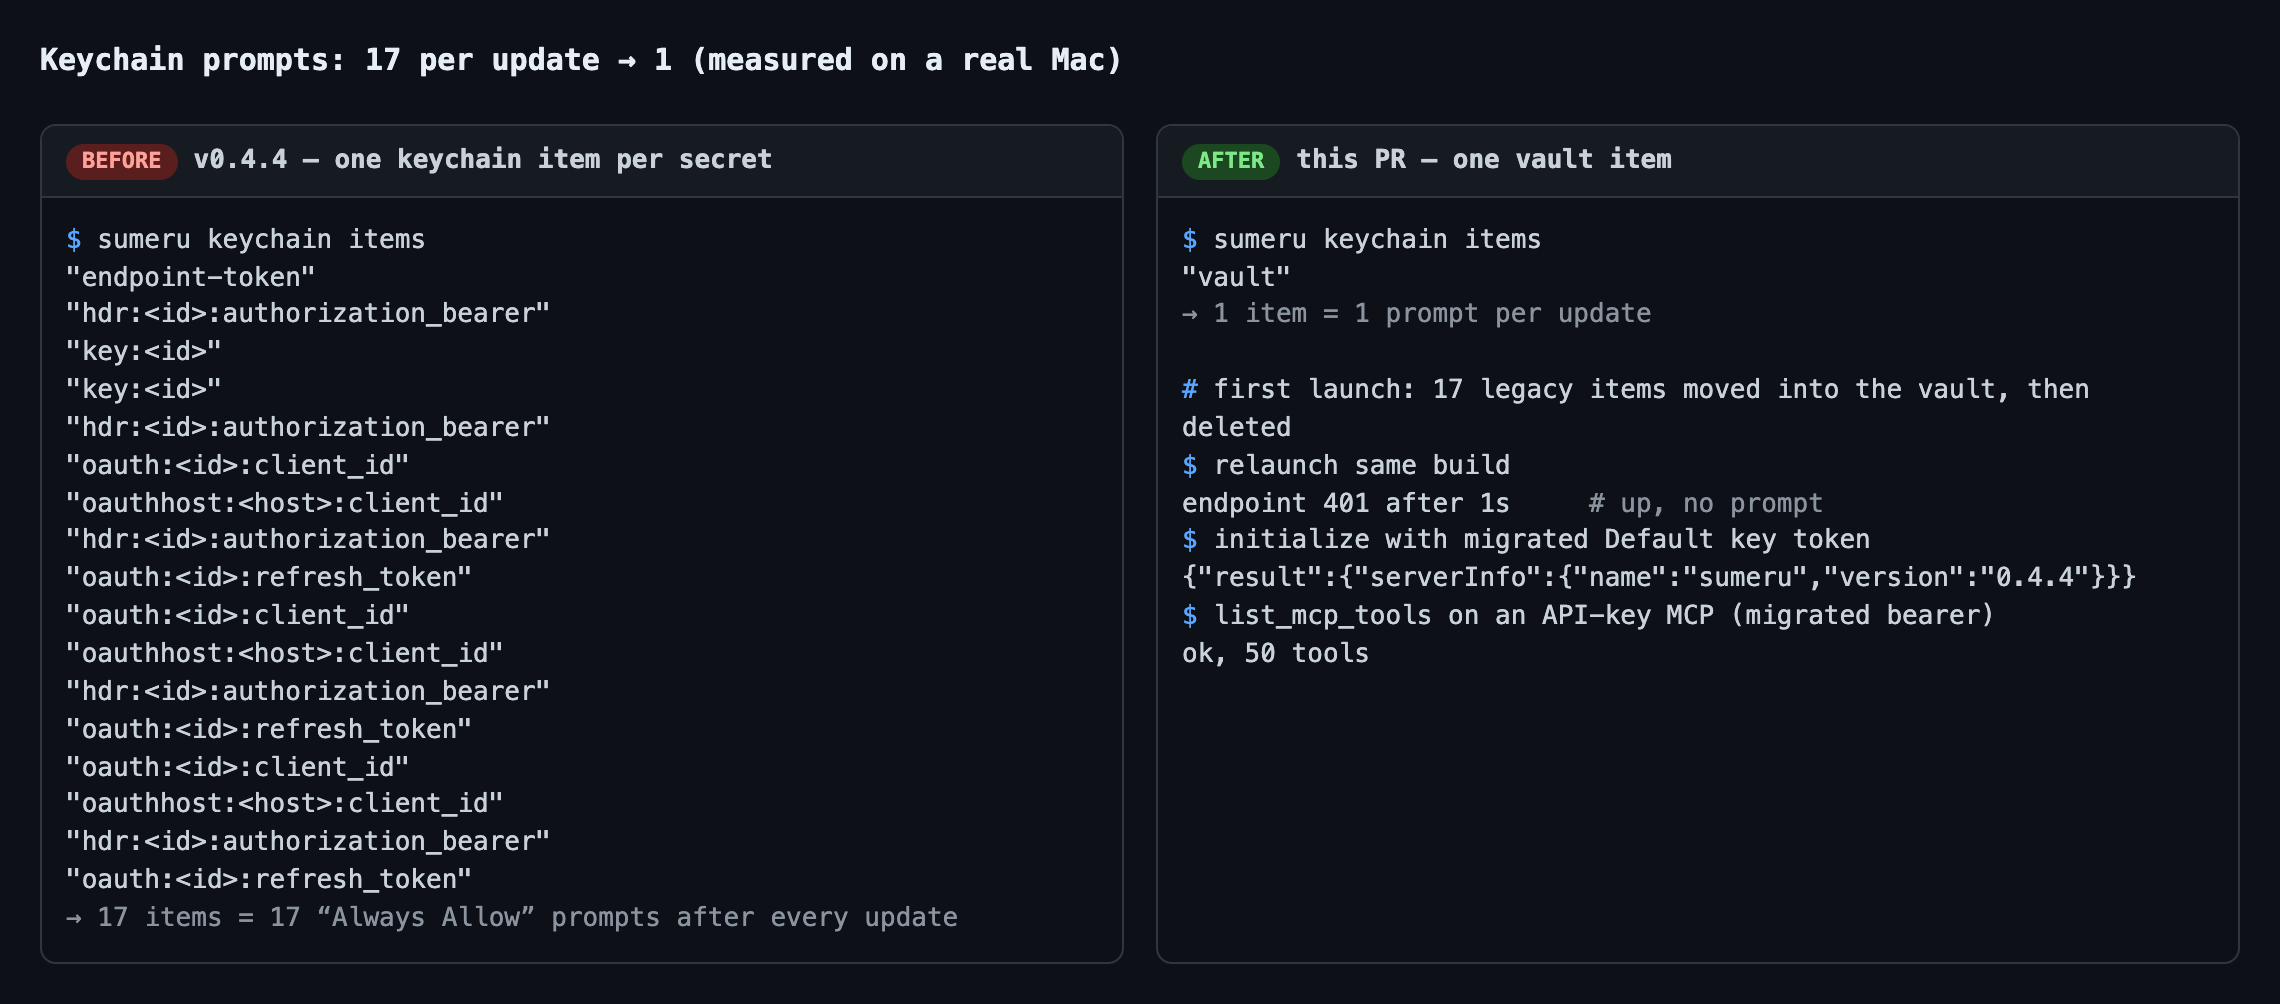 Keychain prompts: 17 per update → 1 (measured on a real Mac)
BEFORE v0.4.4 — one keychain item per secret
$ sumeru keychain items
"endpoint-token"
"hdr:<id>:authorization_bearer"
"key:<id>"
"key:<id>"
"hdr:<id>:authorization_bearer"
"oauth:<id>:client_id"
"oauthhost:<host>:client_id"
"hdr:<id>:authorization_bearer"
"oauth:<id>:refresh_token"
"oauth:<id>:client_id"
"oauthhost:<host>:client_id"
"hdr:<id>:authorization_bearer"
"oauth:<id>:refresh_token"
"oauth:<id>:client_id"
"oauthhost:<host>:client_id"
"hdr:<id>:authorization_bearer"
"oauth:<id>:refresh_token"
→ 17 items = 17 “Always Allow” prompts after every update
AFTER this PR — one vault item
$ sumeru keychain items
"vault"
→ 1 item = 1 prompt per update
# first launch: 17 legacy items moved into the vault, then
deleted
$ relaunch same build
endpoint 401 after 1s     # up, no prompt
$ initialize with migrated Default key token
{"result":{"serverInfo":{"name":"sumeru","version":"0.4.4"}}}
$ list_mcp_tools on an API-key MCP (migrated bearer)
ok, 50 tools